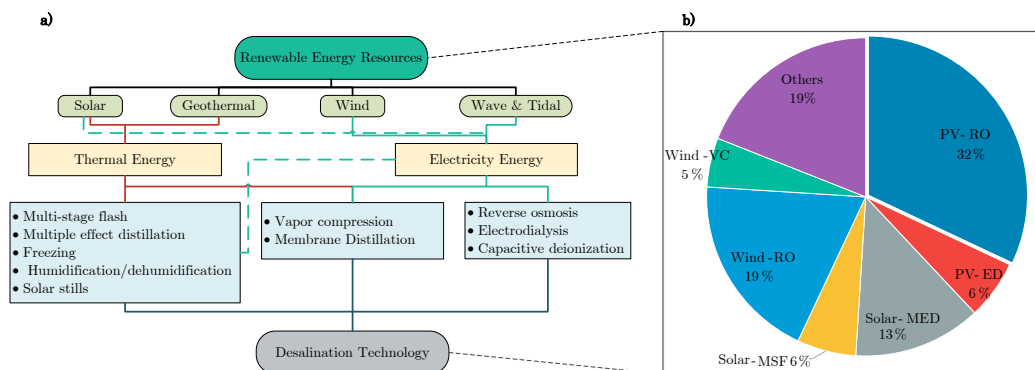 a)
Renewable Energy Resources
Solar
Geothermal
Wind
Wave & Tidal
Thermal Energy
Electricity Energy
• Multi-stage flash
• Multiple effect distillation
• Freezing
• Humidification/dehumidification
• Solar stills
• Vapor compression
• Membrane Distillation
• Reverse osmosis
• Electrodialysis
• Capacitive deionization
Desalination Technology
b)
Others
19%
PV- RO
32%
Wind -VC
5%
Wind -RO
19%
PV- ED
6%
Solar- MED
13%
Solar-MSF 6%